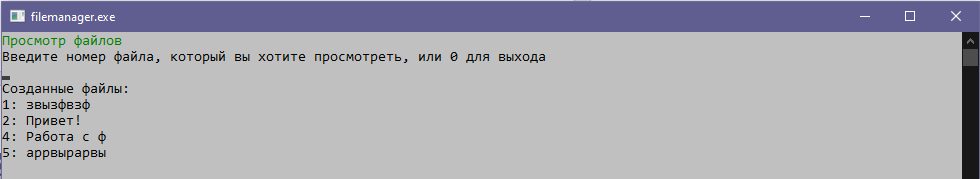 filemanager.exe
Просмотр файлов
Введите номер файла, который вы хотите просмотреть, или 0 для выхода
Созданные файлы:
1: звызфвзф
2: Привет!
4: Работа с ф
5: аррвырарвы